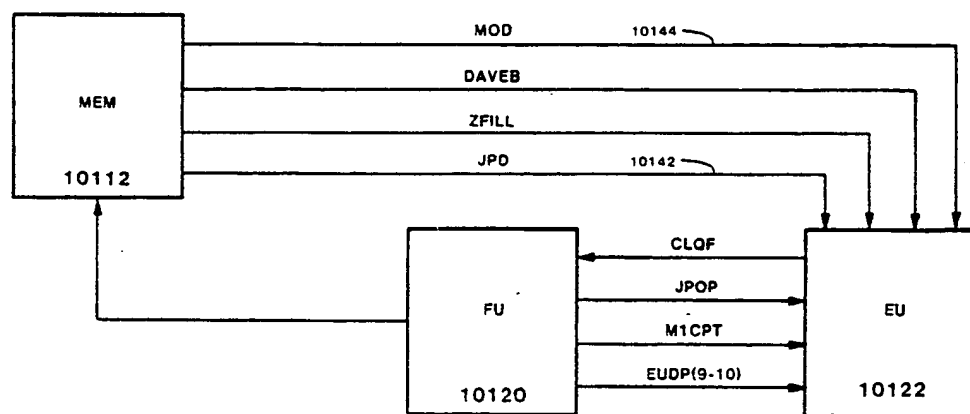 MOD
10144
DAVEB
MEM
ZFILL
JPD
10142
10112
CLQF
JPOP
FU
EU
M1CPT
EUDP(9-10)
10120
10122